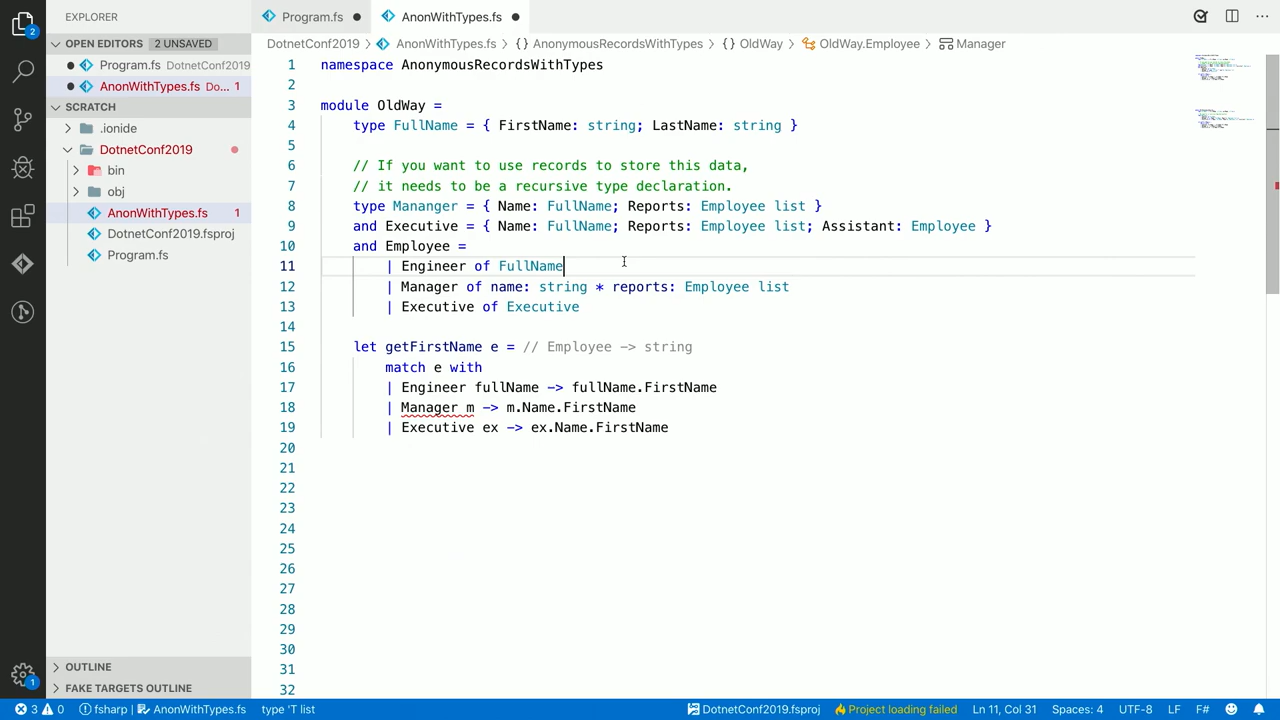 EXPLORER
Program.fs
AnonWithTypes.fs
OPEN EDITORS 2 UNSAVED
Program.fs DotnetConf2019
AnonWithTypes.fs Do... 1
SCRATCH
.ionide
DotnetConf2019
bin
obj
AnonWithTypes.fs 1
DotnetConf2019.fsproj
Program.fs
OUTLINE
FAKE TARGETS OUTLINE
2
1
DotnetConf2019 > AnonWithTypes.fs > {} AnonymousRecordsWithTypes > {} OldWay > OldWay.Employee > Manager
1 namespace AnonymousRecordsWithTypes
2
3 module OldWay =
4 type FullName = { FirstName: string; LastName: string }
5
6 // If you want to use records to store this data,
7 // it needs to be a recursive type declaration.
8 type Mananger = { Name: FullName; Reports: Employee list }
9 and Executive = { Name: FullName; Reports: Employee list; Assistant: Employee }
10 and Employee =
11 | Engineer of FullName
12 | Manager of name: string * reports: Employee list
13 | Executive of Executive
14
15 let getFirstName e = // Employee -> string
16 match e with
17 | Engineer fullName -> fullName.FirstName
18 | Manager m -> m.Name.FirstName
19 | Executive ex -> ex.Name.FirstName
20
21
22
23
24
25
26
27
28
29
30
31
32
3 0 fsharp | AnonWithTypes.fs type 'T list DotnetConf2019.fsproj Project loading failed Ln 11, Col 31 Spaces: 4 UTF-8 LF F#